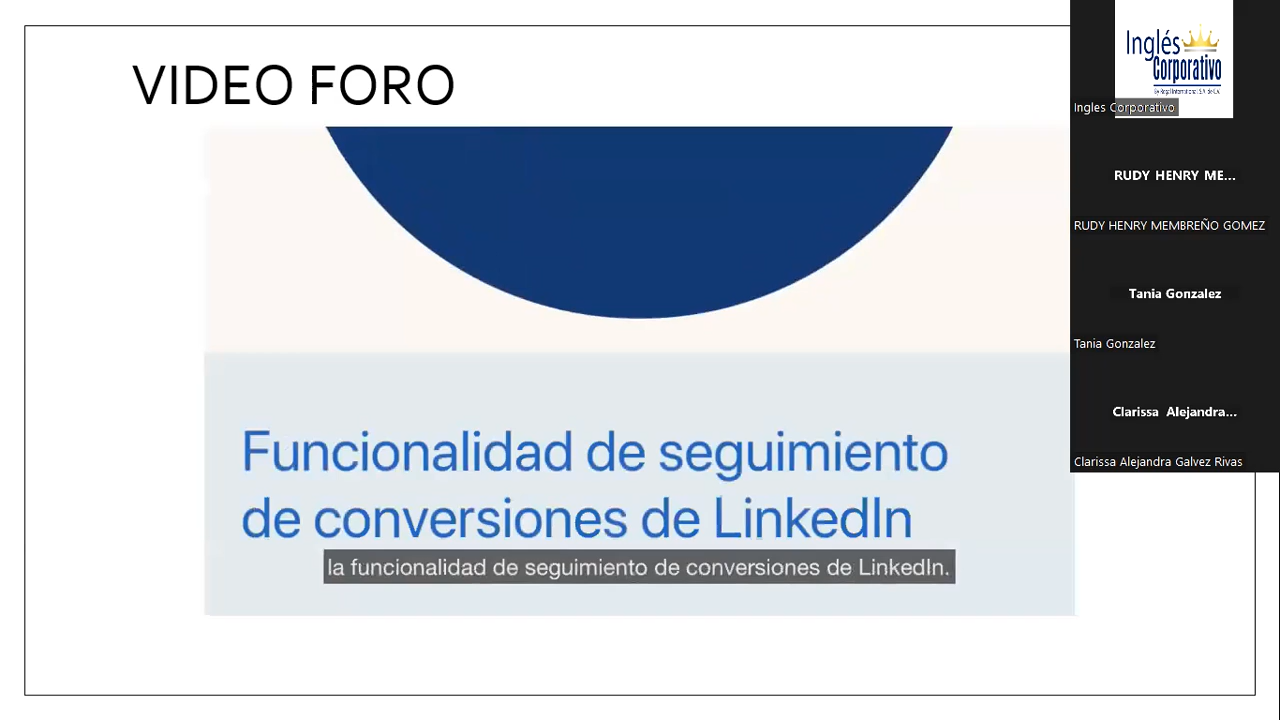 VIDEO FORO
Funcionalidad de seguimiento
de conversiones de LinkedIn
la funcionalidad de seguimiento de conversiones de LinkedIn.
Inglés
Corporativo
Ingles Corporativo
RUDY HENRY ME...
RUDY HENRY MEMBREÑO GOMEZ
Tania Gonzalez
Tania Gonzalez
Clarissa Alejandra...
Clarissa Alejandra Galvez Rivas